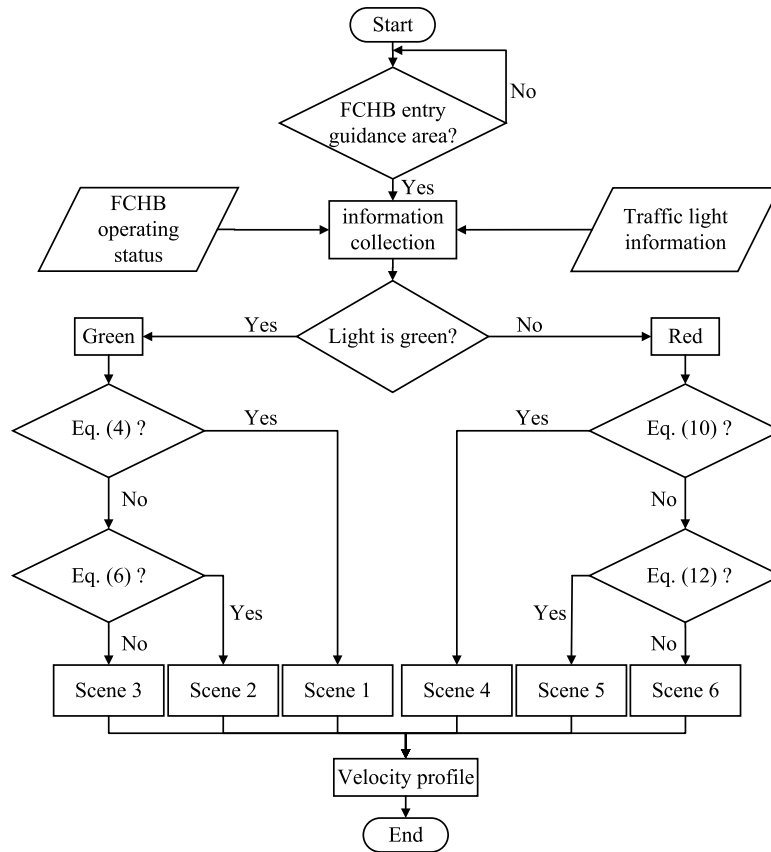 Start
No
FCHB entry
guidance area?
Yes
FCHB
operating
status
information
collection
Traffic light
information
Green
Yes
Light is green?
No
Red
Eq. (4) ?
Yes
Yes
Eq. (10) ?
No
No
Eq. (6) ?
Yes
Yes
Eq. (12) ?
No
No
Scene 3
Scene 2
Scene 1
Scene 4
Scene 5
Scene 6
Velocity profile
End